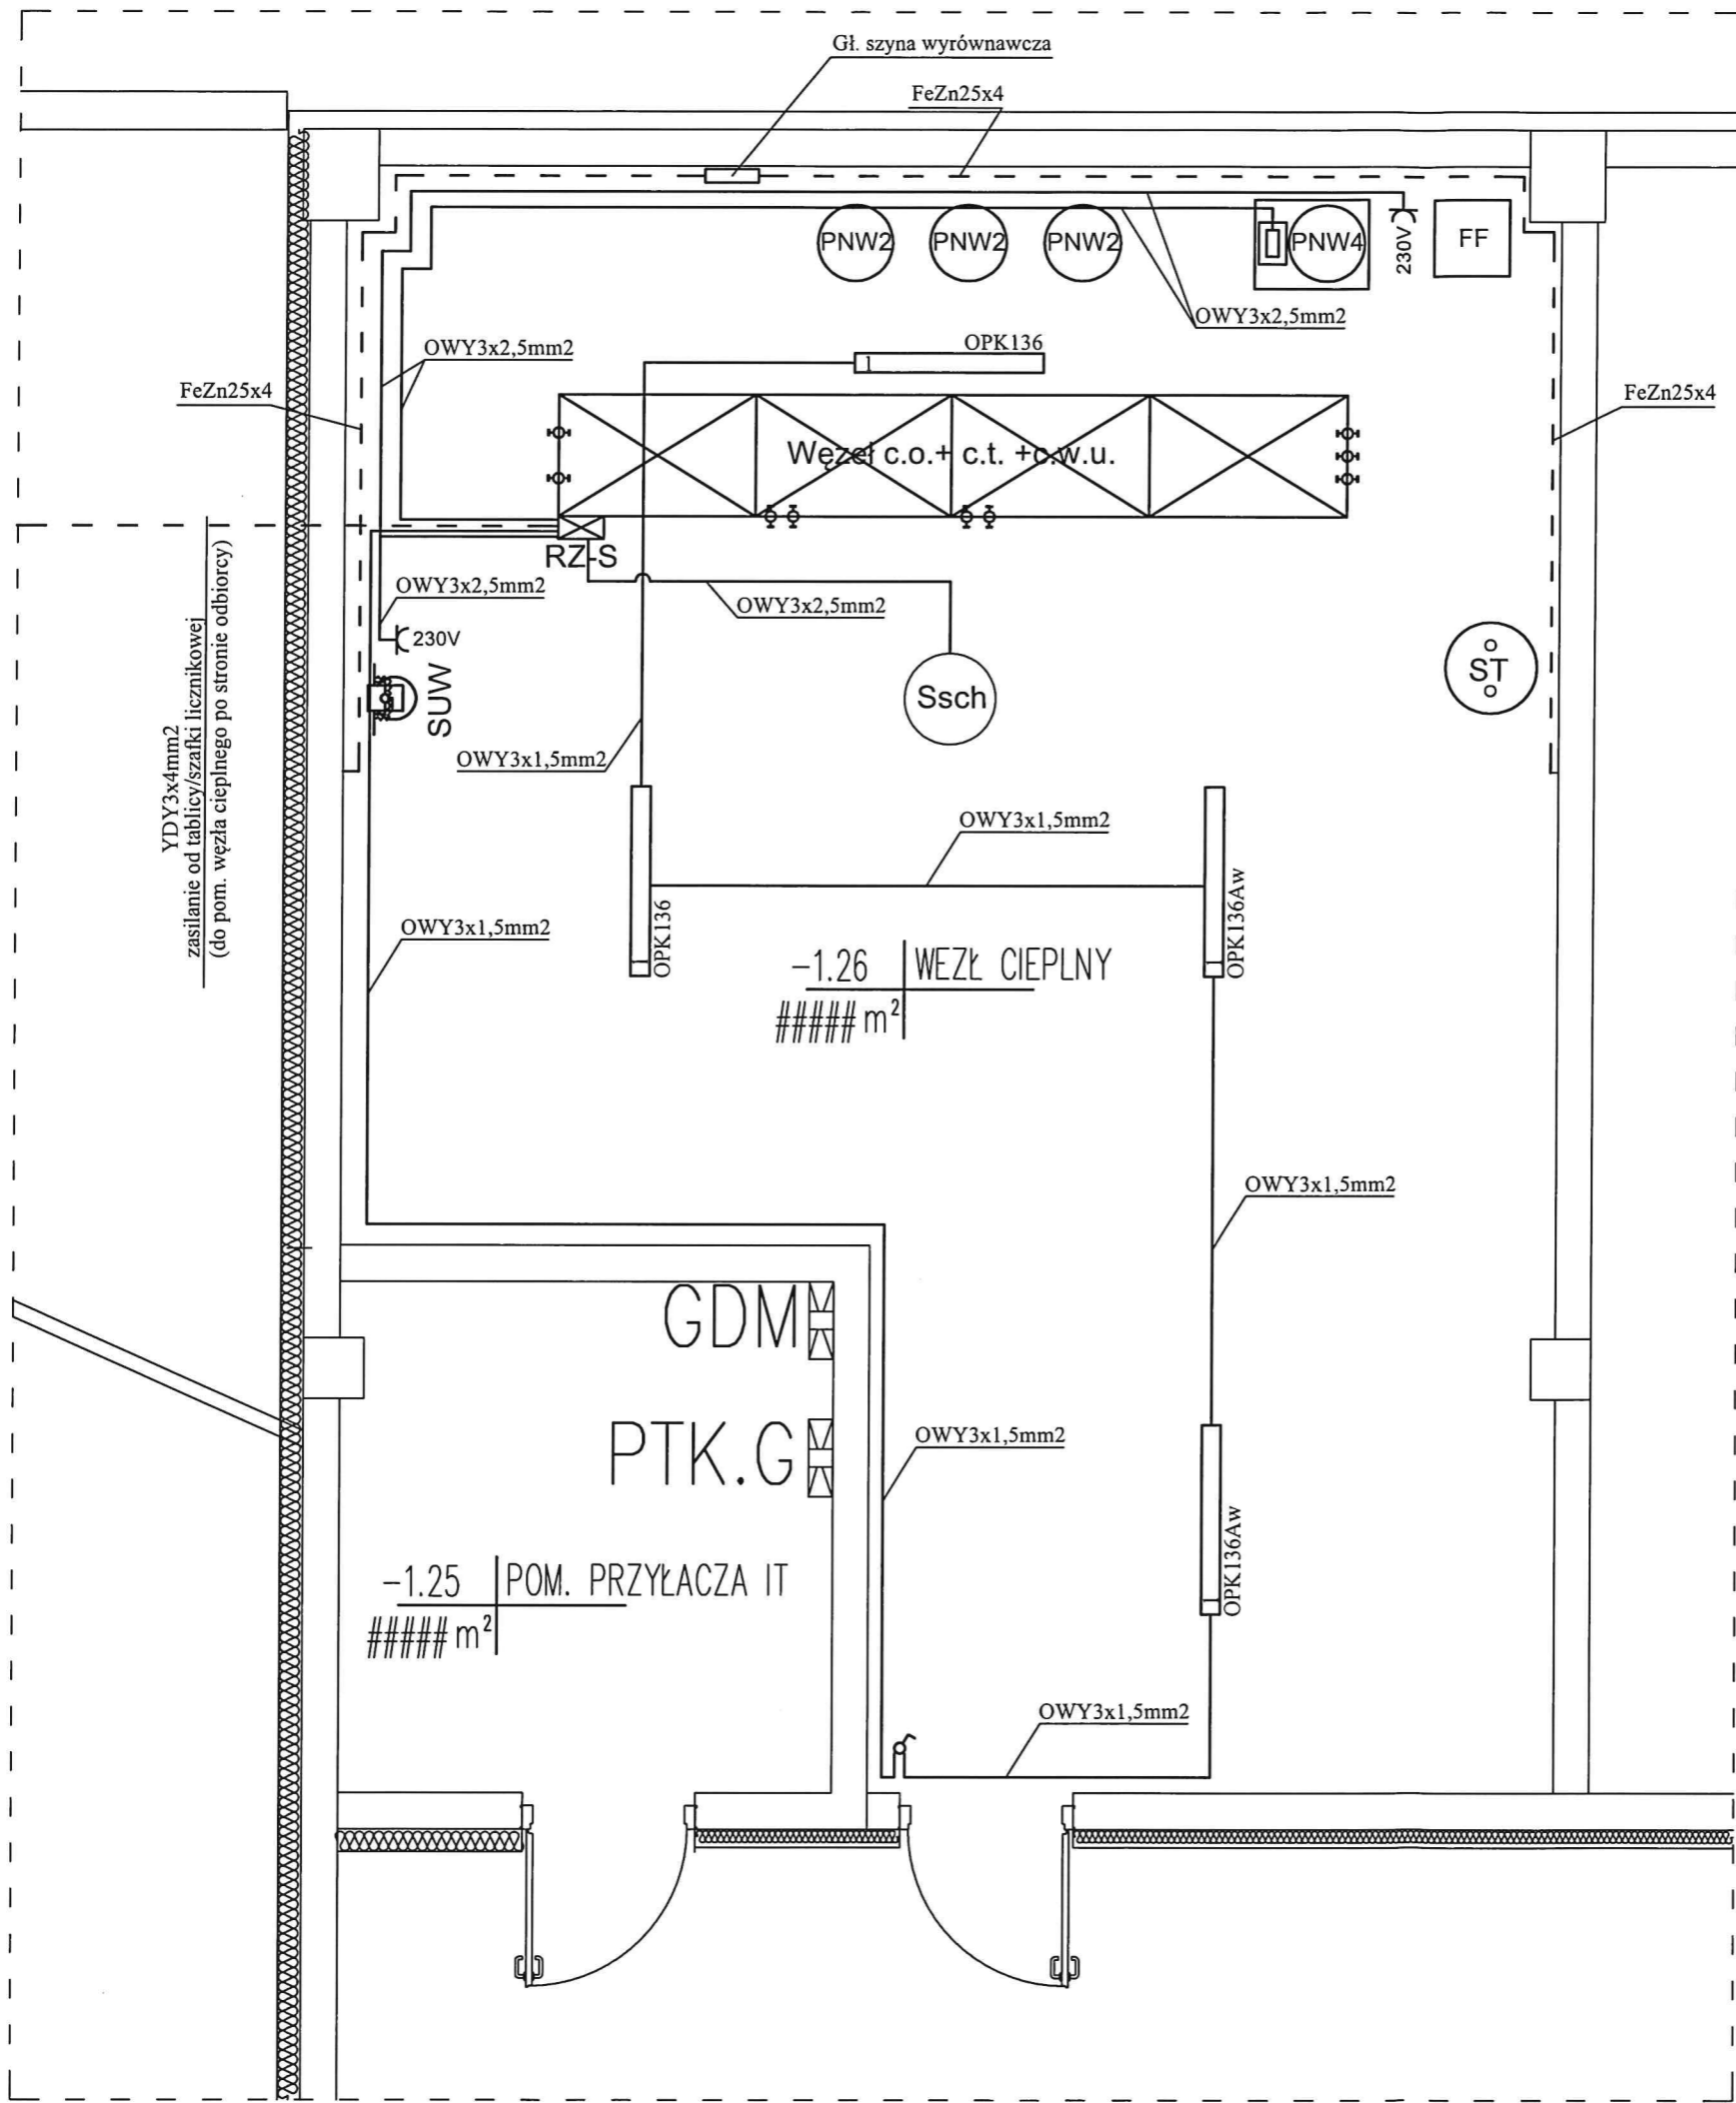 Gł. szyna wyrównawcza
FeZn25x4
PNW2
PNW2
PNW2
PNW4
230V
FF
OWY3x2,5mm2
OWY3x2,5mm2
OPK136
1
FeZn25x4
FeZn25x4
Węzeł c.o.+ c.t. +c.w.u.
RZ-S
OWY3x2,5mm2
OWY3x2,5mm2
230V
SUW
Ssch
ST
YDY3x4mm2
zasilanie od tablicy/szafki licznikowej
(do pom. węzła cieplnego po stronie odbiorcy)
OWY3x1,5mm2
OWY3x1,5mm2
OPK136
OPK136Aw
OWY3x1,5mm2
-1.26 WEZŁ CIEPLNY
##### m²
OWY3x1,5mm2
GDM
PTK.G
OWY3x1,5mm2
OPK136Aw
-1.25 POM. PRZYŁACZA IT
##### m²
OWY3x1,5mm2